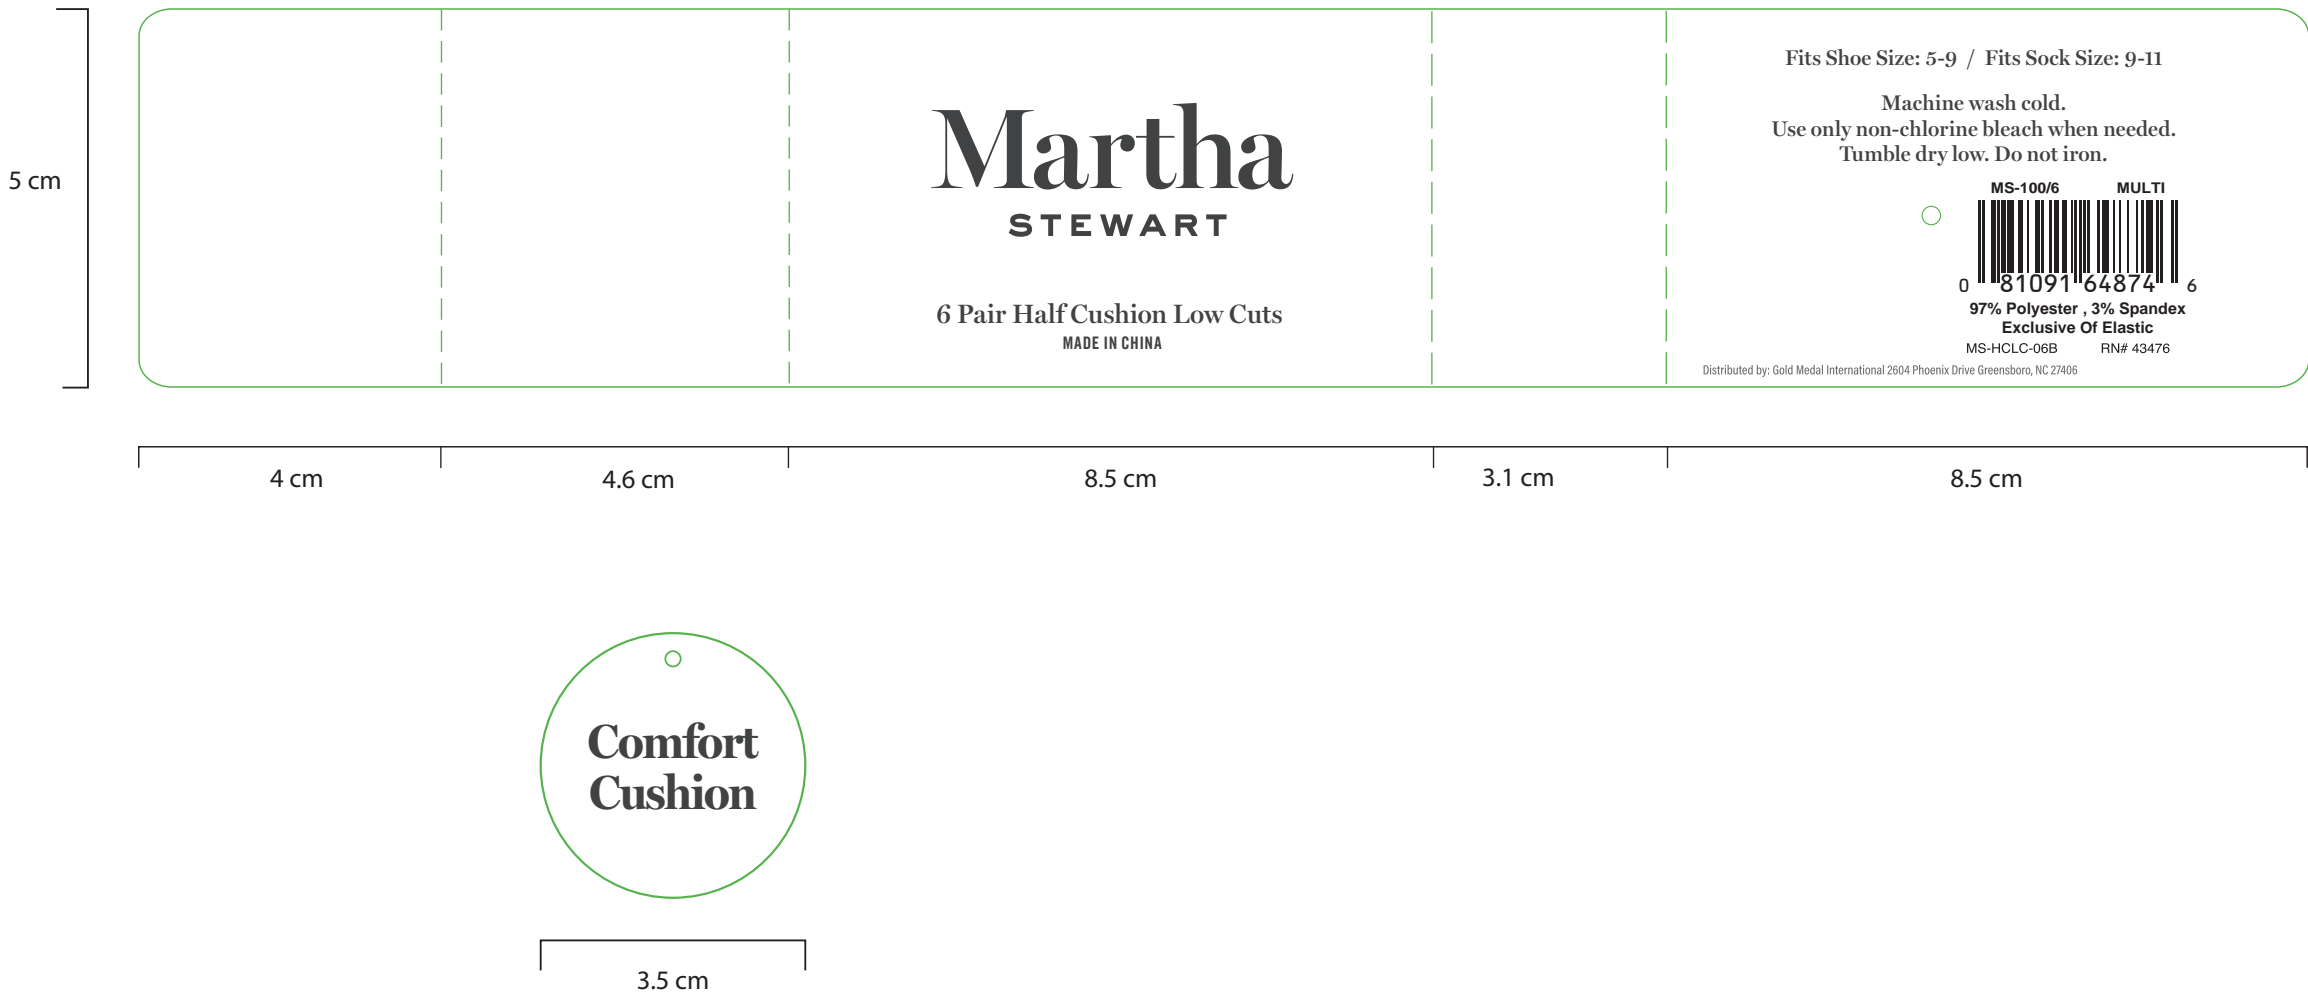 5 cm
Martha
STEWART
6 Pair Half Cushion Low Cuts
MADE IN CHINA
Fits Shoe Size: 5-9 / Fits Sock Size: 9-11
Machine wash cold.
Use only non-chlorine bleach when needed.
Tumble dry low. Do not iron.
MS-100/6 MULTI
0 81091 64874 6
97% Polyester , 3% Spandex
Exclusive Of Elastic
MS-HCLC-06B RN# 43476
Distributed by: Gold Medal International 2604 Phoenix Drive Greensboro, NC 27406
4 cm 4.6 cm 8.5 cm 3.1 cm 8.5 cm
Comfort
Cushion
3.5 cm